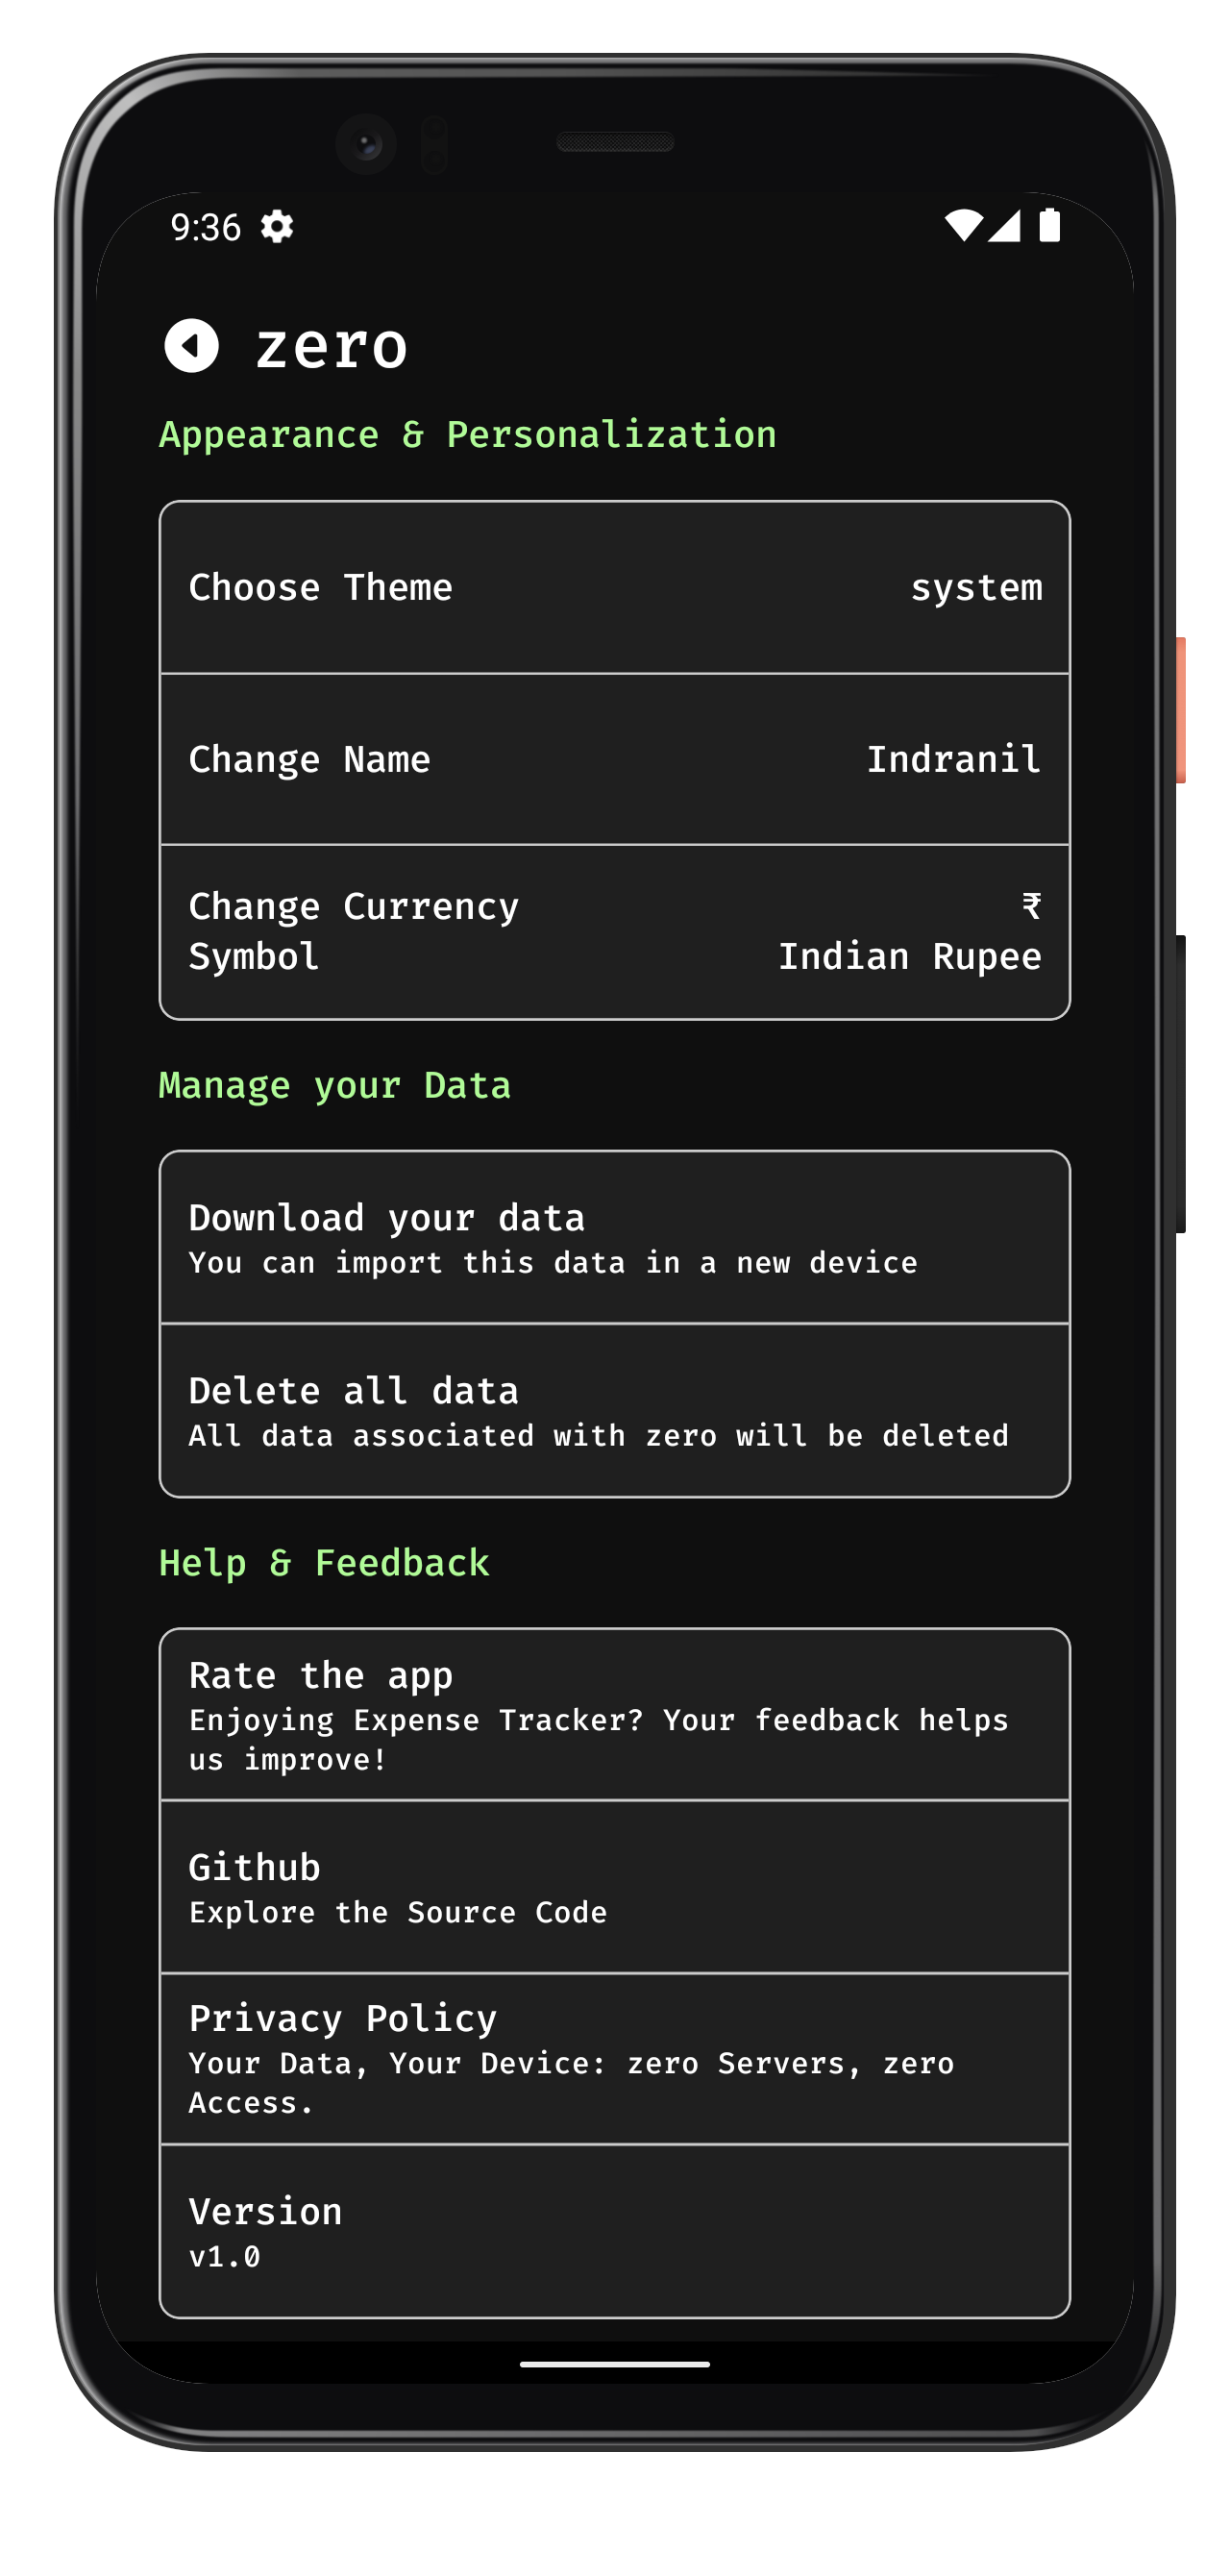 9:36
zero
Appearance & Personalization
Choose Theme system
Change Name Indranil
Change Currency ₹
Symbol Indian Rupee
Manage your Data
Download your data
You can import this data in a new device
Delete all data
All data associated with zero will be deleted
Help & Feedback
Rate the app
Enjoying Expense Tracker? Your feedback helps
us improve!
Github
Explore the Source Code
Privacy Policy
Your Data, Your Device: zero Servers, zero
Access.
Version
v1.0